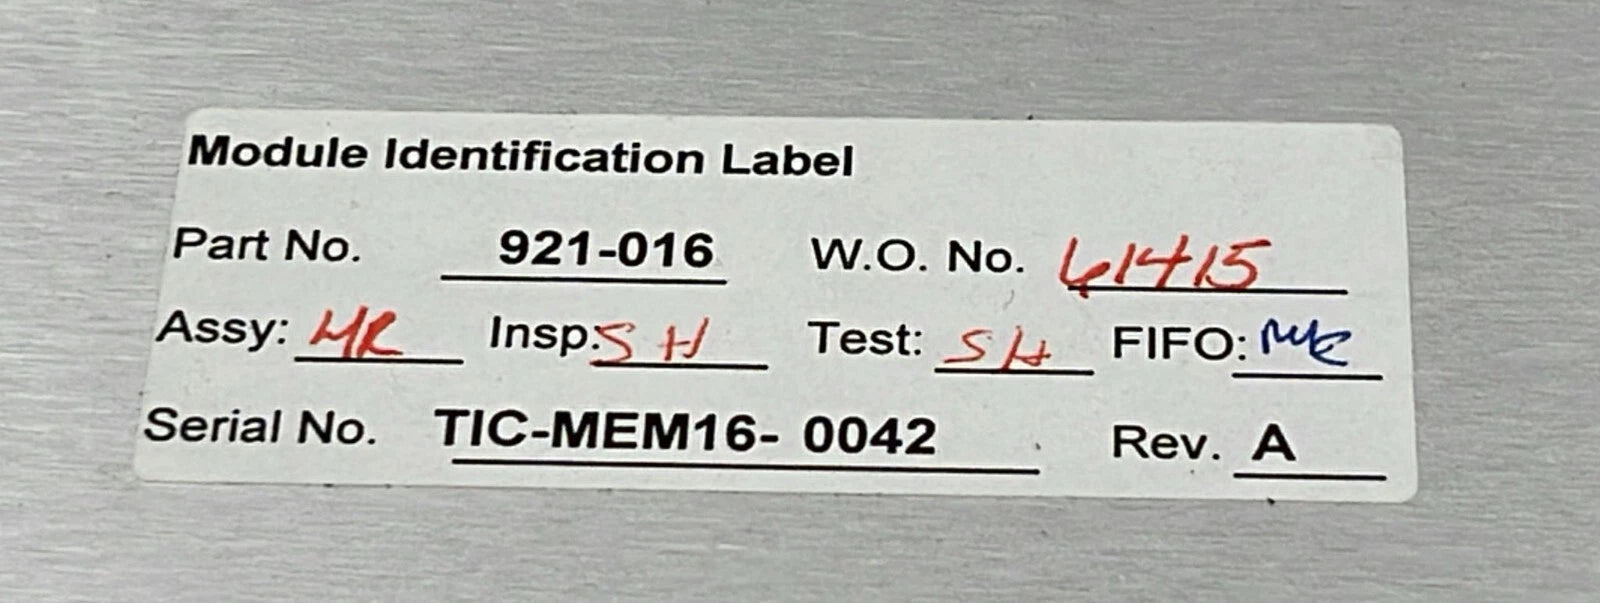 Module Identification Label
Part No. 921-016 W.O. No. 61415
Assy: MR Insp: SH Test: SH FIFO:
Serial No. TIC-MEM16- 0042 Rev. A